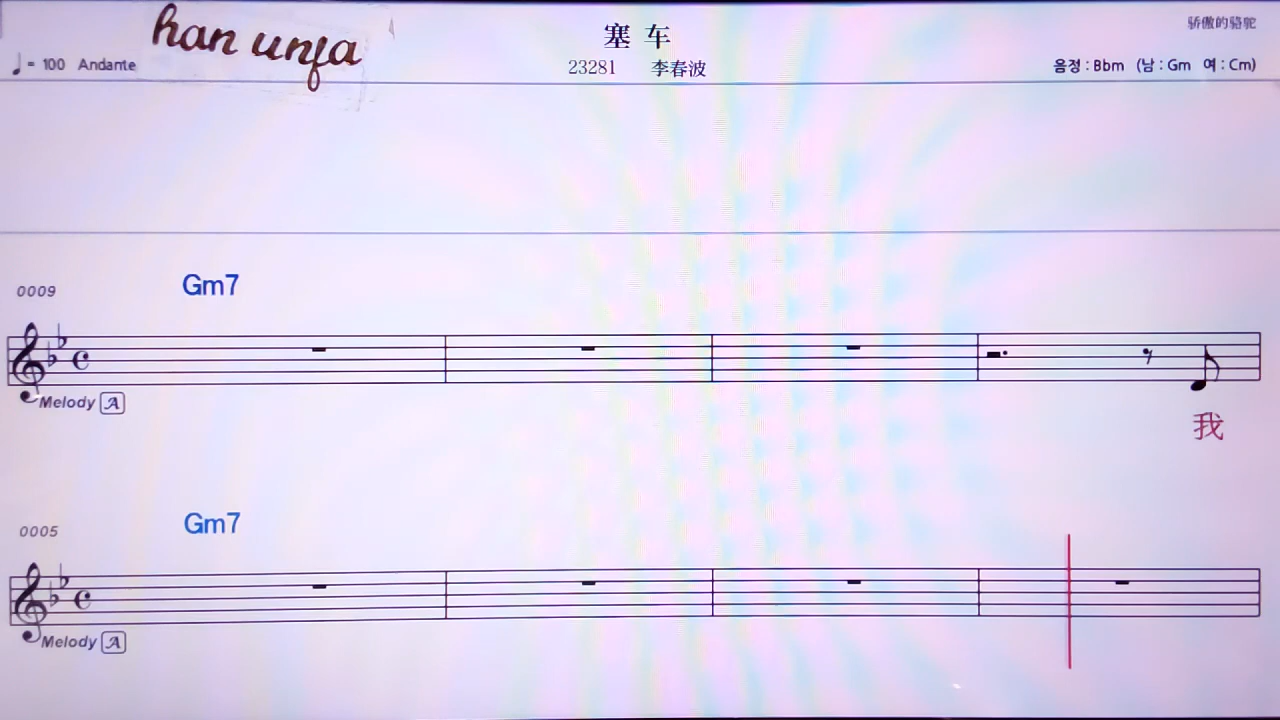 han unfa
塞车
骄傲的骆驼
= 100 Andante
23281 李春波
음정 : Bbm (남 : Gm 여 : Cm)
0009
Gm7
Melody A
我
0005
Gm7
Melody A